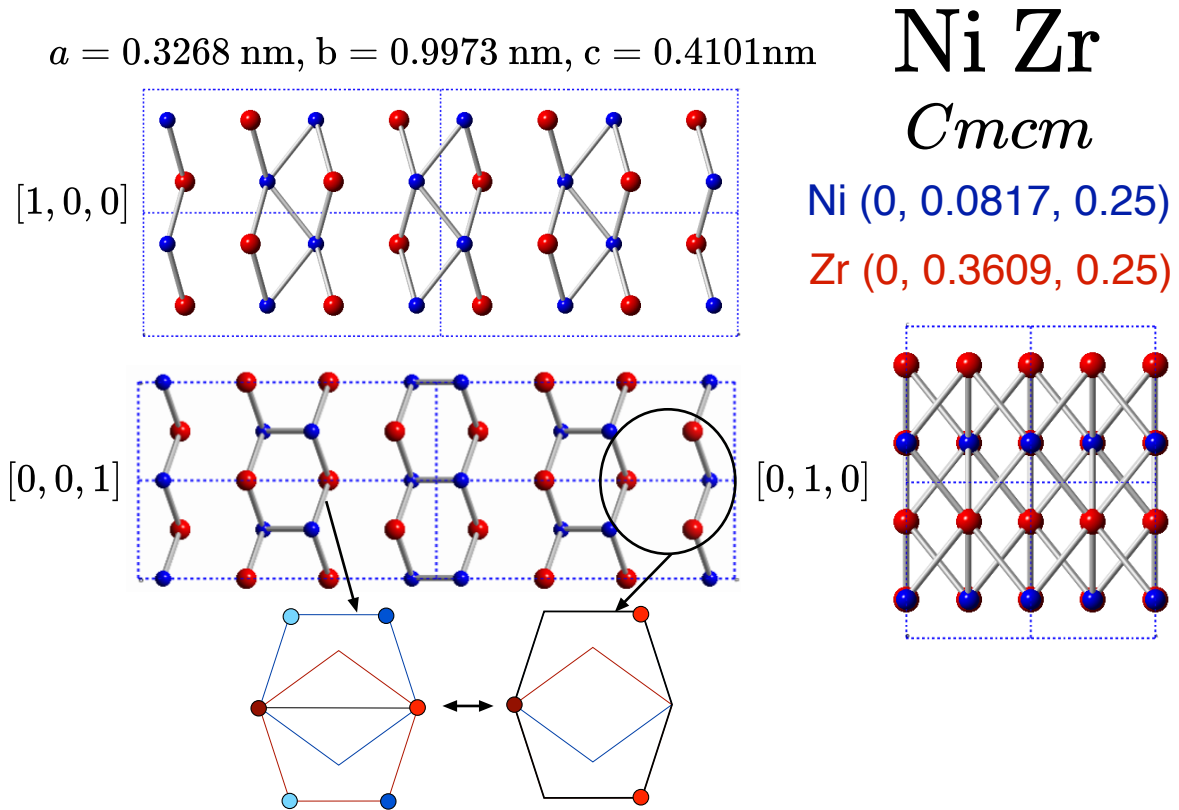 a = 0.3268 nm, b = 0.9973 nm, c = 0.4101nm
Ni Zr
Cmcm
Ni (0, 0.0817, 0.25)
Zr (0, 0.3609, 0.25)
[1, 0, 0]
[0, 0, 1]
[0, 1, 0]